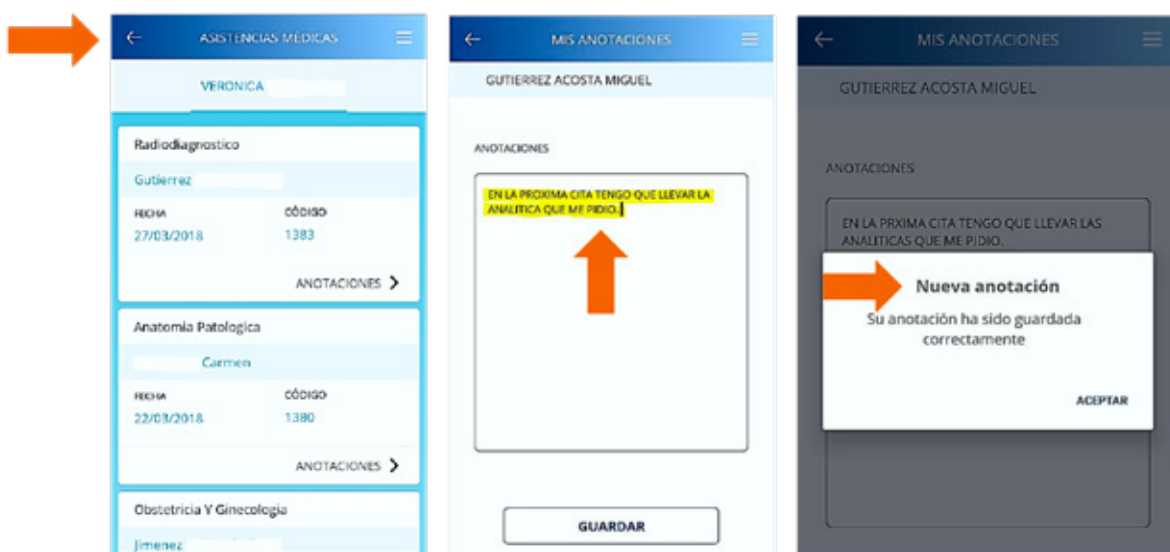 ASISTENCIAS MÉDICAS
VERONICA
Radiodiagnostico
Gutierrez
FECHA CÓDIGO
27/03/2018 1383
ANOTACIONES
Anatomia Patologica
Carmen
FECHA CÓDIGO
22/03/2018 1380
ANOTACIONES
Obstetricia Y Ginecologia
Jimenez
MIS ANOTACIONES
GUTIERREZ ACOSTA MIGUEL
ANOTACIONES
EN LA PROXIMA CITA TENGO QUE LLEVAR LA
ANALITICA QUE ME PIDIO.
GUARDAR
MIS ANOTACIONES
GUTIERREZ ACOSTA MIGUEL
ANOTACIONES
EN LA PRXIMA CITA TENGO QUE LLEVAR LAS
ANALITICAS QUE ME PIDIO.
Nueva anotación
Su anotación ha sido guardada
correctamente
ACEPTAR